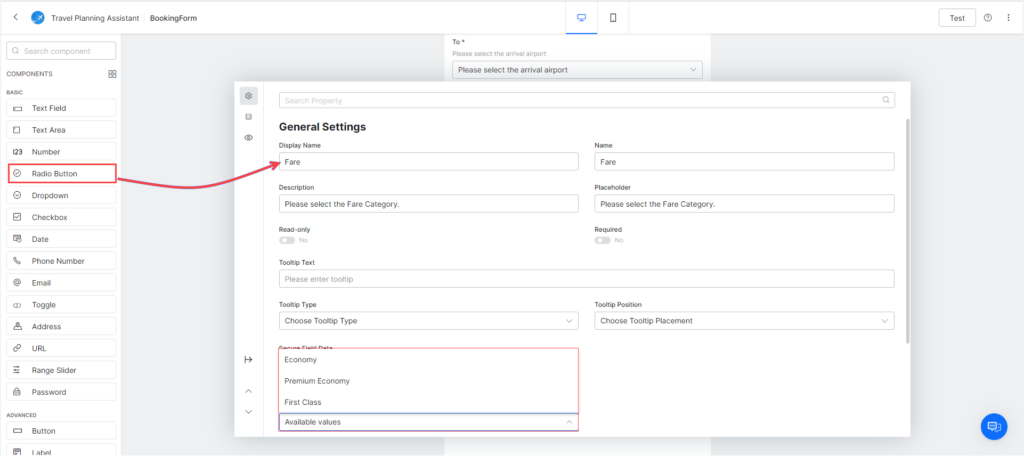 Travel Planning Assistant BookingForm Test
Search component
COMPONENTS
BASIC
Text Field
Text Area
123 Number
Radio Button
Dropdown
Checkbox
Date
Phone Number
Email
Toggle
Address
URL
Range Slider
Password
ADVANCED
Button
Label
To *
Please select the arrival airport
Please select the arrival airport
Search Property
General Settings
Display Name Name
Fare Fare
Description Placeholder
Please select the Fare Category. Please select the Fare Category.
Read-only Required
No No
Tooltip Text
Please enter tooltip
Tooltip Type Tooltip Position
Choose Tooltip Type Choose Tooltip Placement
Secure Field Data
Economy
Premium Economy
First Class
Available values